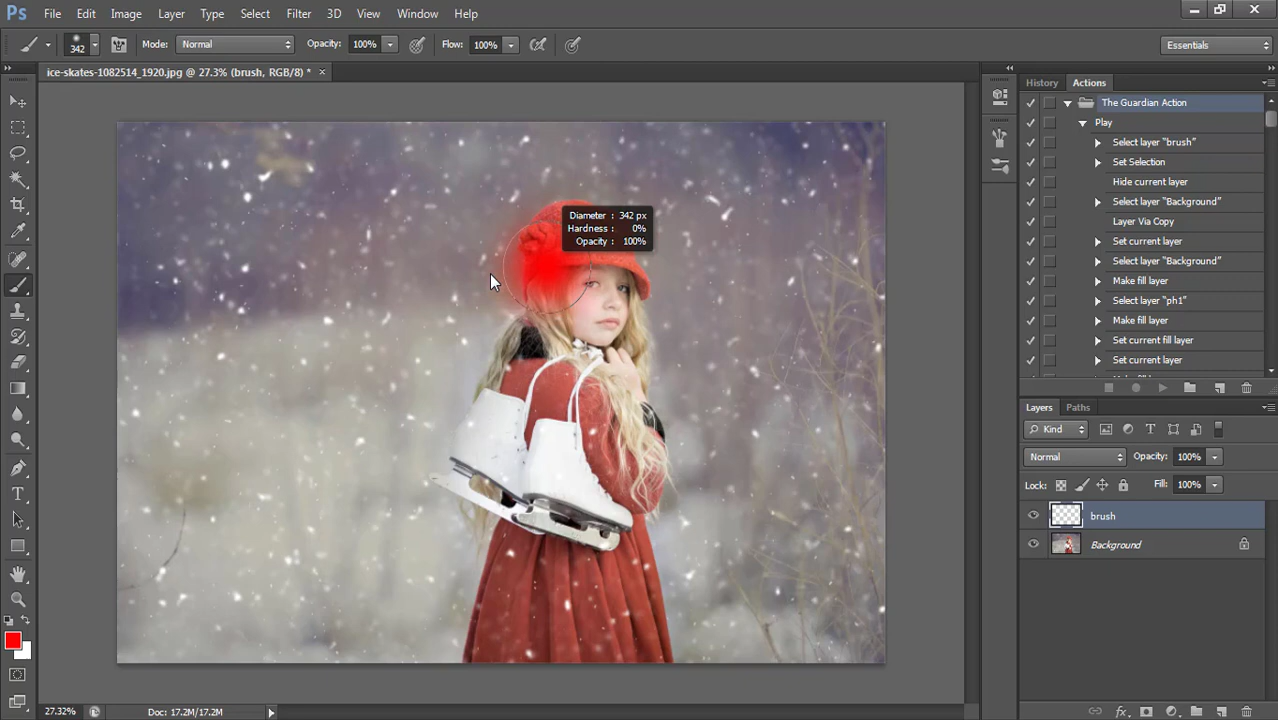 Ps File Edit Image Layer Type Select Filter 3D View Window Help
342 Mode: Normal Opacity: 100% Flow: 100% Essentials
ice-skates-1082514_1920.jpg @ 27.3% (brush, RGB/8) * ×
History Actions
The Guardian Action
Play
Select layer "brush"
Set Selection
Hide current layer
Select layer "Background"
Layer Via Copy
Set current layer
Select layer "Background"
Make fill layer
Select layer "ph1"
Make fill layer
Set current fill layer
Set current layer
Diameter : 342 px
Hardness : 0%
Opacity : 100%
Layers Paths
Kind
Normal Opacity: 100%
Lock: Fill: 100%
brush
Background
27.32% Doc: 17.2M/17.2M